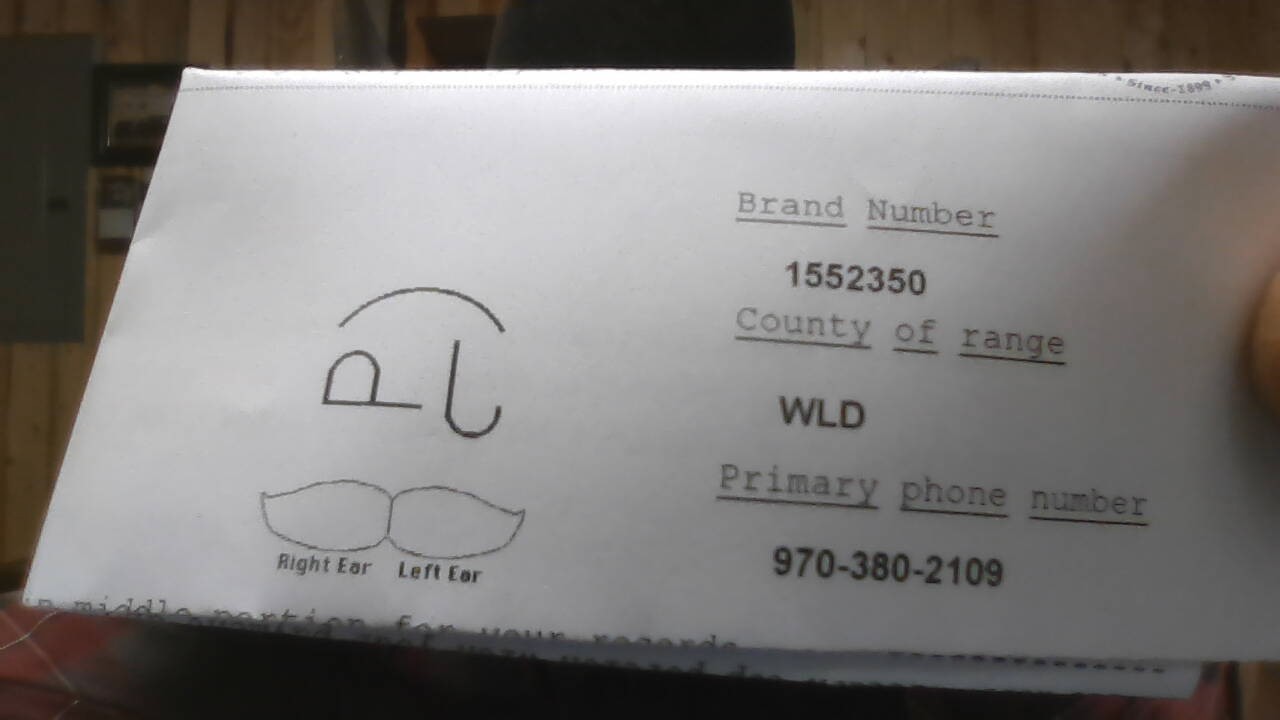 Since-1899
Brand Number
1552350
County of range
WLD
Primary phone number
970-380-2109
Right Ear Left Ear
middle portion for your records